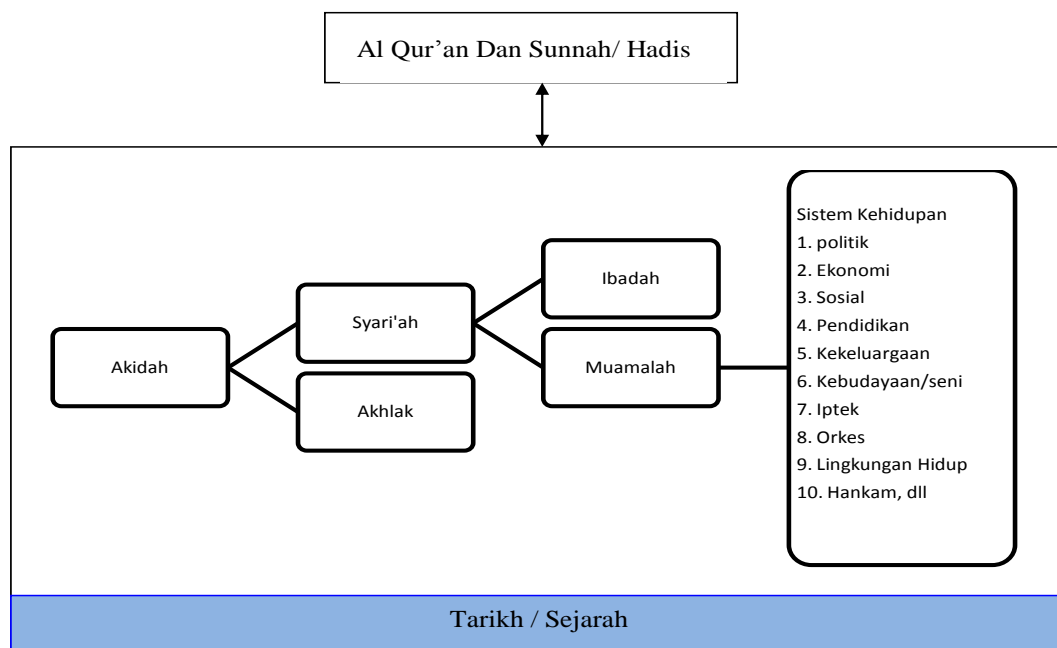 Al Qur’an Dan Sunnah/ Hadis
Akidah
Syari'ah
Akhlak
Ibadah
Muamalah
Sistem Kehidupan
1. politik
2. Ekonomi
3. Sosial
4. Pendidikan
5. Kekeluargaan
6. Kebudayaan/seni
7. Iptek
8. Orkes
9. Lingkungan Hidup
10. Hankam, dll
Tarikh / Sejarah